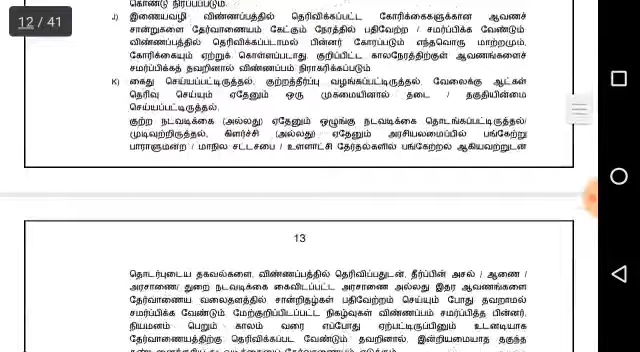 கொண்டு நிரப்பப்படும்.
12 / 41
J) இணையவழி விண்ணப்பத்தில் தெரிவிக்கப்பட்ட கோரிக்கைகளுக்கான ஆவணச்
சான்றுகளை தேர்வாணையம் கேட்கும் நேரத்தில் பதிவேற்ற / சமர்ப்பிக்க வேண்டும்.
விண்ணப்பத்தில் தெரிவிக்கப்படாமல் பின்னர் கோரப்படும் எந்தவொரு மாற்றமும்,
கோரிக்கையும் ஏற்றுக் கொள்ளப்படாது. குறிப்பிட்ட காலநேரத்திற்குள் ஆவணங்களைச்
சமர்ப்பிக்கத் தவறினால் விண்ணப்பம் நிராகரிக்கப்படும்.
K) கைது செய்யப்பட்டிருத்தல், குற்றத்தீர்ப்பு வழங்கப்பட்டிருத்தல், வேலைக்கு ஆட்கள்
தெரிவு செய்யும் ஏதேனும் ஒரு முகமையினால் தடை / தகுதியின்மை
செய்யப்பட்டிருத்தல்,
குற்ற நடவடிக்கை (அல்லது) ஏதேனும் ஒழுங்கு நடவடிக்கை தொடங்கப்பட்டிருத்தல்/
முடிவுற்றிருத்தல், கிளர்ச்சி (அல்லது) ஏதேனும் அரசியலமைப்பில் பங்கேற்று
பாராளுமன்ற / மாநில சட்டசபை / உள்ளாட்சி தேர்தல்களில் பங்கேற்றல் ஆகியவற்றுடன்
13
தொடர்புடைய தகவல்களை, விண்ணப்பத்தில் தெரிவிப்பதுடன், தீர்ப்பின் அசல் / ஆணை /
அரசாணை/ துறை நடவடிக்கை கைவிடப்பட்ட அரசாணை அல்லது இதர ஆவணங்களை
தேர்வாணைய வலைதளத்தில் சான்றிதழ்கள் பதிவேற்றம் செய்யும் போது தவறாமல்
சமர்ப்பிக்க வேண்டும். மேற்குறிப்பிடப்பட்ட நிகழ்வுகள் விண்ணப்பம் சமர்ப்பித்த பின்னர்,
நியமனம் பெறும் காலம் வரை எப்போது ஏற்பட்டிருப்பினும் உடனடியாக
தேர்வாணையத்திற்கு தெரிவிக்கப்பட வேண்டும். தவறினால், இன்றியமையாத தகுந்த